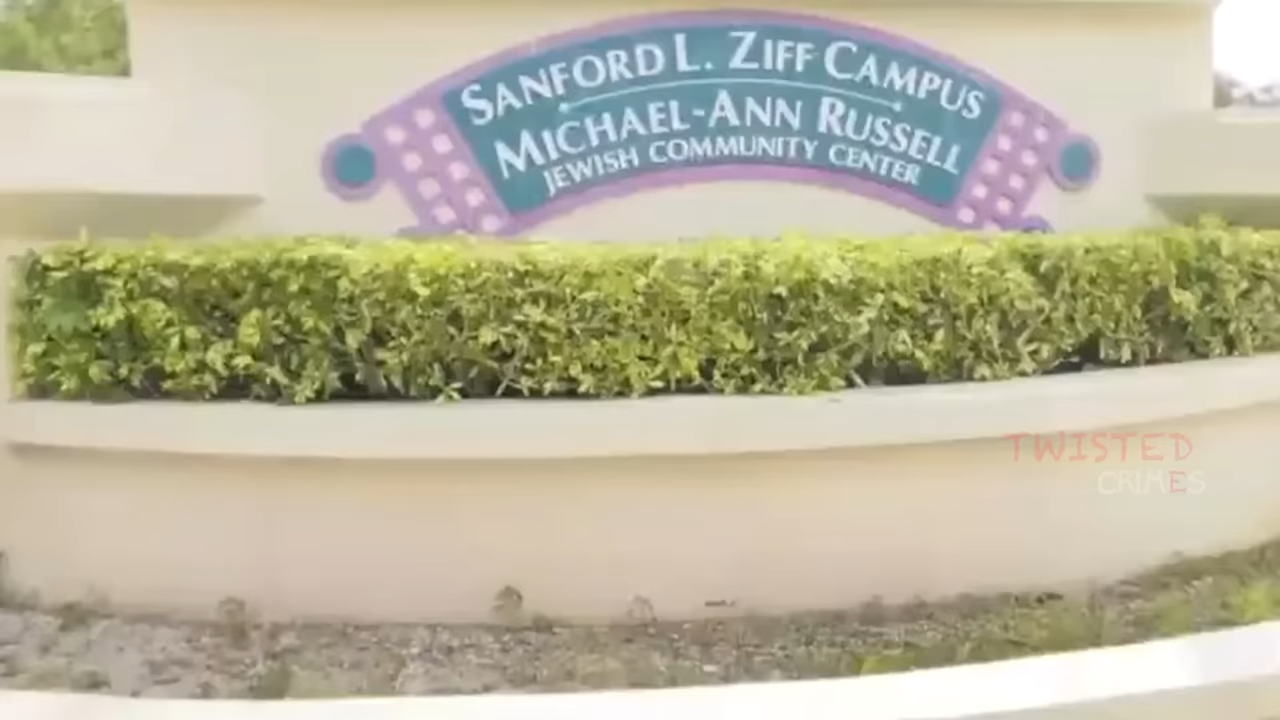 SANFORD L. ZIFF CAMPUS
MICHAEL-ANN RUSSELL
JEWISH COMMUNITY CENTER
TWISTED
CRIMES